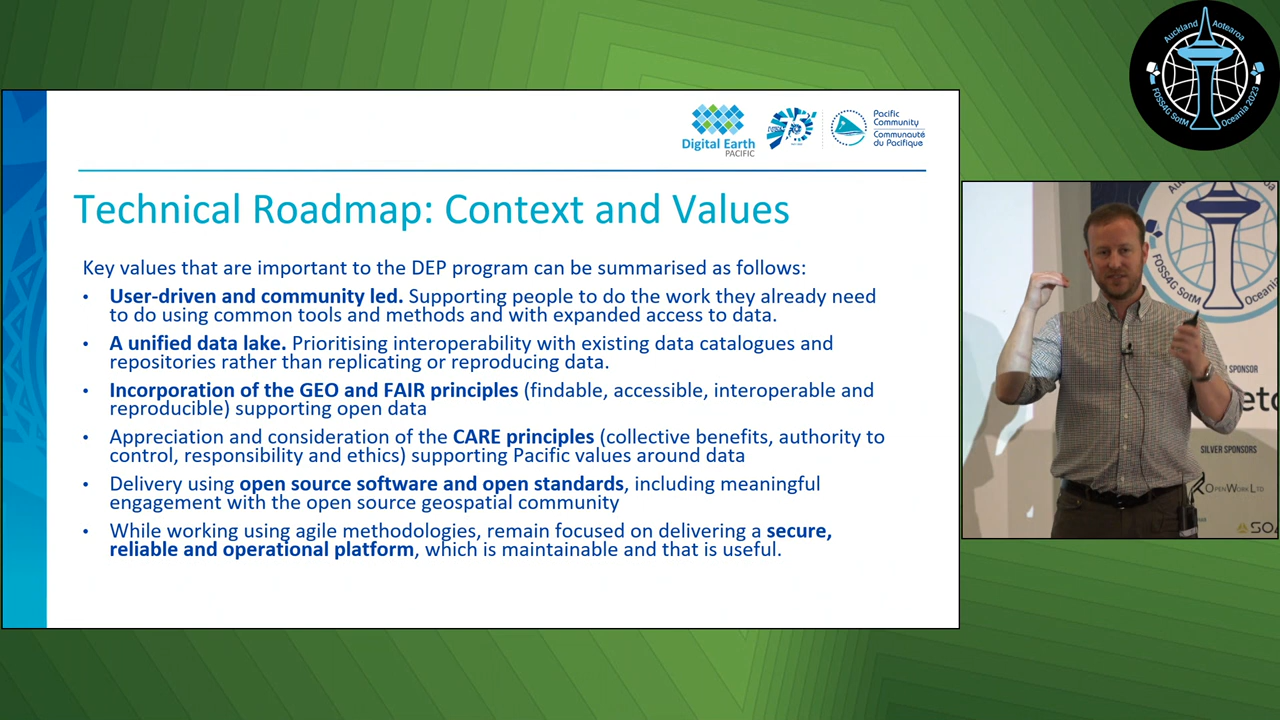 Auckland Aotearoa
FOSS4G SotM Oceania 2023
Digital Earth
PACIFIC
75
Pacific
Community
Communauté
du Pacifique
Technical Roadmap: Context and Values
Key values that are important to the DEP program can be summarised as follows:
• User-driven and community led. Supporting people to do the work they already need
to do using common tools and methods and with expanded access to data.
• A unified data lake. Prioritising interoperability with existing data catalogues and
repositories rather than replicating or reproducing data.
• Incorporation of the GEO and FAIR principles (findable, accessible, interoperable and
reproducible) supporting open data
• Appreciation and consideration of the CARE principles (collective benefits, authority to
control, responsibility and ethics) supporting Pacific values around data
• Delivery using open source software and open standards, including meaningful
engagement with the open source geospatial community
• While working using agile methodologies, remain focused on delivering a secure,
reliable and operational platform, which is maintainable and that is useful.
FOSS4G SotM Oceania
SPONSOR
SILVER SPONSORS
OPENWORK LTD